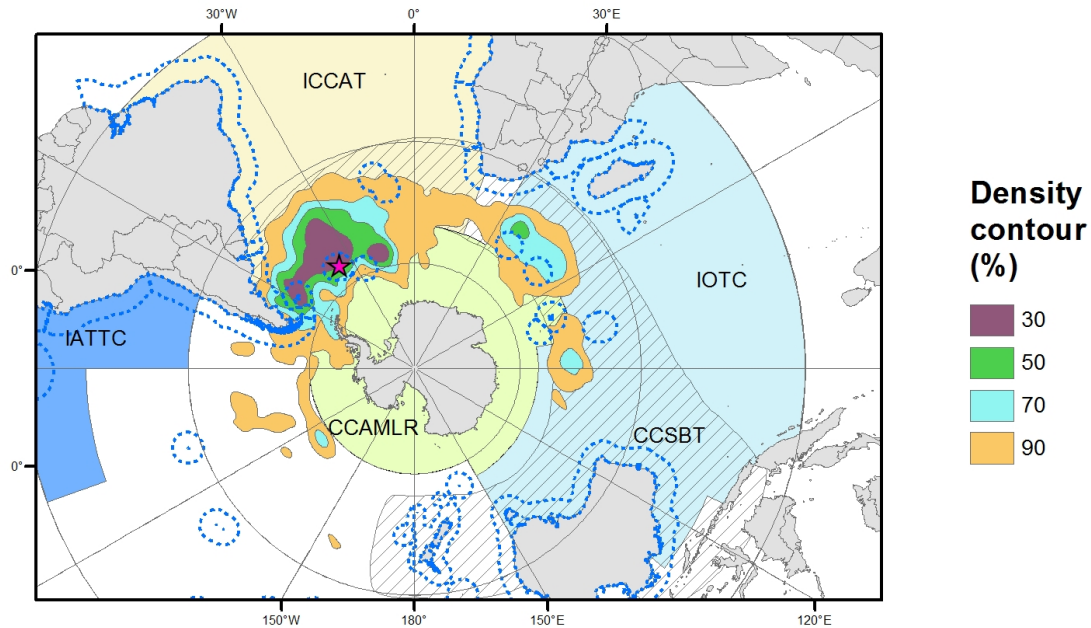 30°W 0° 30°E
ICCAT
0°
IOTC
IATTC
CCAMLR
CCSBT
0°
150°W 180° 150°E 120°E
Density
contour
(%)
30
50
70
90